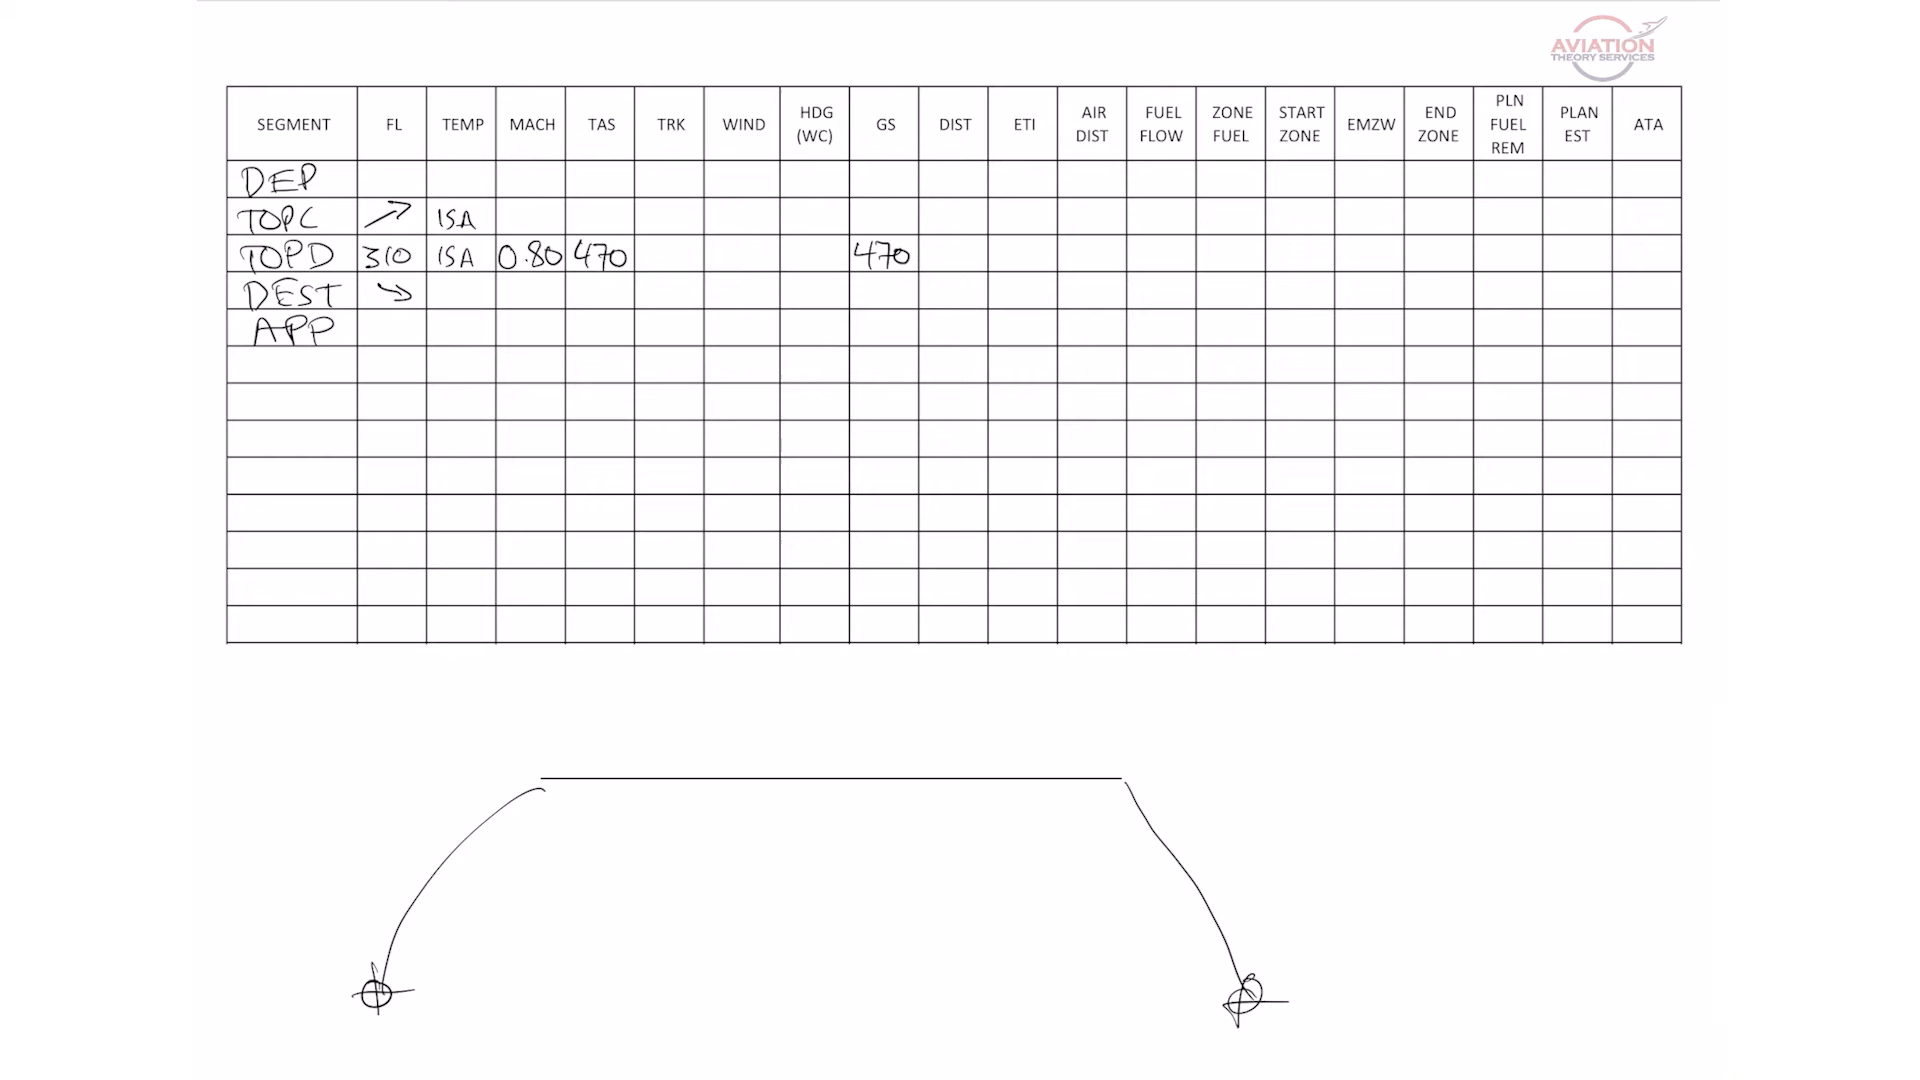 AVIATION
THEORY SERVICES
SEGMENT FL TEMP MACH TAS TRK WIND HDG (WC) GS DIST ETI AIR DIST FUEL FLOW ZONE FUEL START ZONE EMZW END ZONE PLN FUEL REM PLAN EST ATA
DEP
TOPC ISA
TOPD 310 ISA 0.80 470 470
DEST
APP